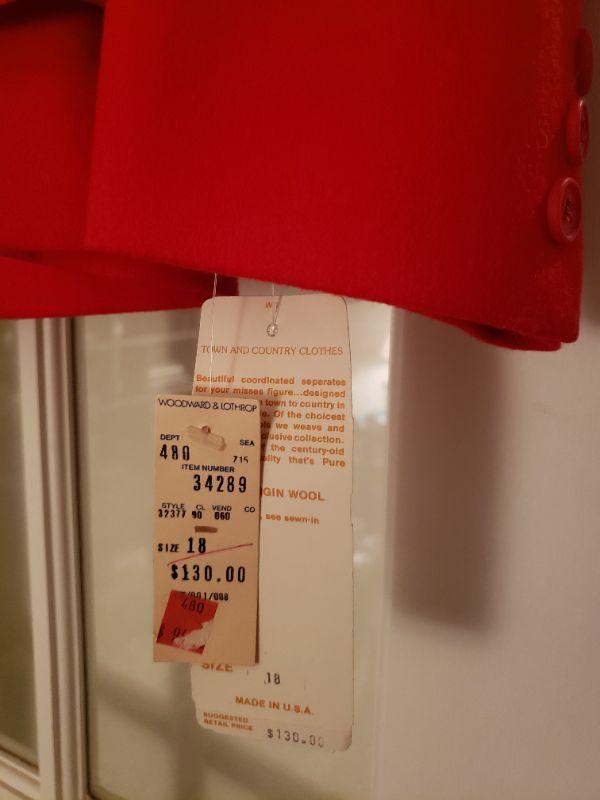 TOWN AND COUNTRY CLOTHES
Beautiful coordinated separates
for your misses figure...designed
town to country in
Of the choicest
we weave and
collection.
the century-old
that's Pure
WOOL
see sewn-in
SIZE 18
MADE IN U.S.A.
SUGGESTED
RETAIL PRICE $130.00
WOODWARD & LOTHROP
DEPT SEA
480 715
ITEM NUMBER
34289
STYLE CL VEND CO
32377 90 060
SIZE 18
$130.00
480